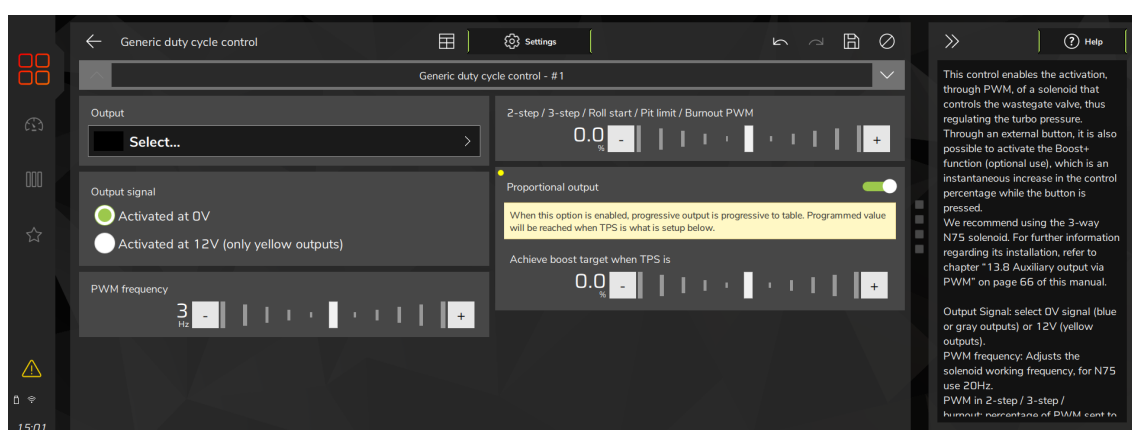 Generic duty cycle control
Settings
Generic duty cycle control - #1
Output
Select...
Output signal
Activated at 0V
Activated at 12V (only yellow outputs)
PWM frequency
3
Hz
-
+
2-step / 3-step / Roll start / Pit limit / Burnout PWM
0.0
%
-
+
Proportional output
When this option is enabled, progressive output is progressive to table. Programmed value
will be reached when TPS is what is setup below.
Achieve boost target when TPS is
0.0
%
-
+
Help
This control enables the activation,
through PWM, of a solenoid that
controls the wastegate valve, thus
regulating the turbo pressure.
Through an external button, it is also
possible to activate the Boost+
function (optional use), which is an
instantaneous increase in the control
percentage while the button is
pressed.
We recommend using the 3-way
N75 solenoid. For further information
regarding its installation, refer to
chapter "13.8 Auxiliary output via
PWM" on page 66 of this manual.
Output Signal: select 0V signal (blue
or gray outputs) or 12V (yellow
outputs).
PWM frequency: Adjusts the
solenoid working frequency, for N75
use 20Hz.
PWM in 2-step / 3-step /
burnout: percentage of PWM sent to
15:01